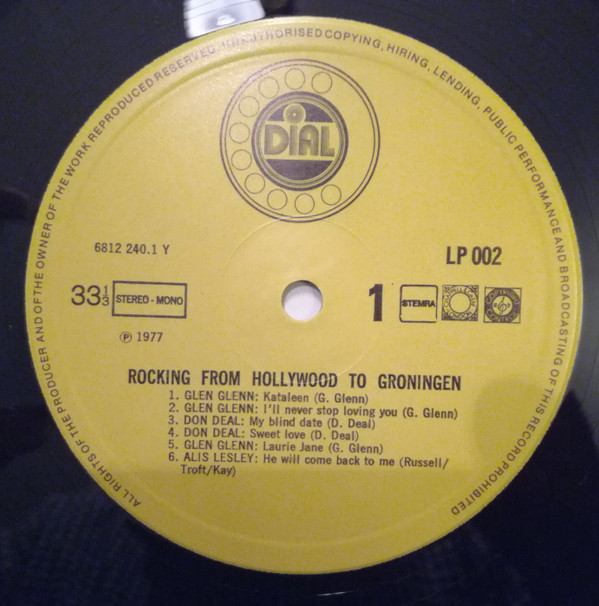 ALL RIGHTS OF THE PRODUCER AND OF THE OWNER OF THE WORK REPRODUCED RESERVED. UNAUTHORISED COPYING, HIRING, LENDING, PUBLIC PERFORMANCE AND BROADCASTING OF THIS RECORD PROHIBITED
DIAL
6812 240.1 Y
LP 002
33 1/3
STEREO - MONO
1
STEMRA
℗ 1977
ROCKING FROM HOLLYWOOD TO GRONINGEN
1. GLEN GLENN: Kataleen (G. Glenn)
2. GLEN GLENN: I'll never stop loving you (G. Glenn)
3. DON DEAL: My blind date (D. Deal)
4. DON DEAL: Sweet love (D. Deal)
5. GLEN GLENN: Laurie Jane (G. Glenn)
6. ALIS LESLEY: He will come back to me (Russell/
Troft/Kay)